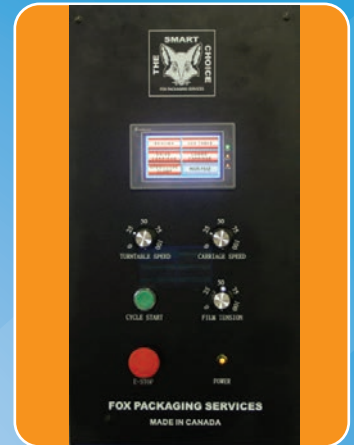 THE
SMART
CHOICE
FOX PACKAGING SERVICES
0 25 50 75 100
TURNTABLE SPEED
0 25 50 75 100
CARRIAGE SPEED
CYCLE START
0 25 50 75 100
FILM TENSION
E-STOP
POWER
FOX PACKAGING SERVICES
MADE IN CANADA